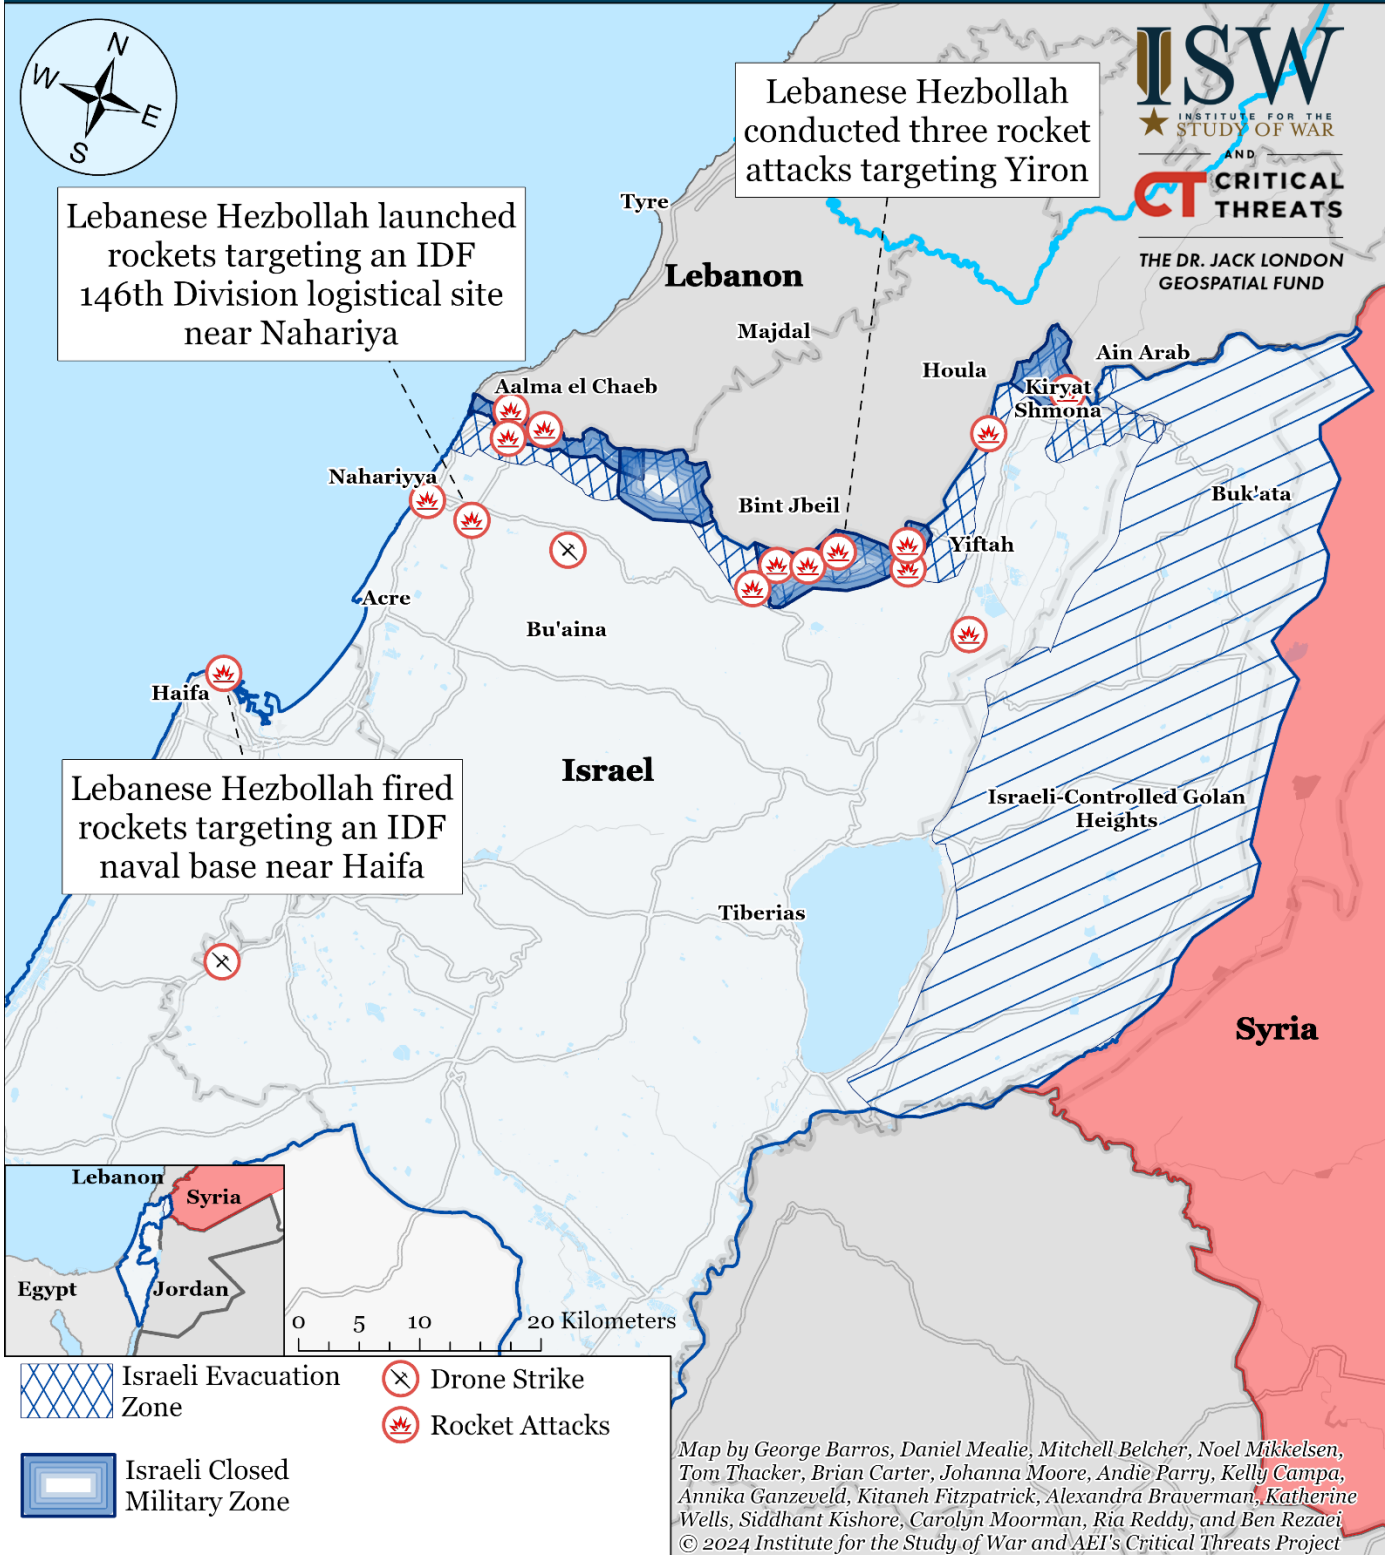 N
W
E
S
Lebanese Hezbollah
conducted three rocket
attacks targeting Yiron
ISW
INSTITUTE FOR THE
STUDY OF WAR
AND
CT CRITICAL
THREATS
THE DR. JACK LONDON
GEOSPATIAL FUND
Lebanese Hezbollah launched
rockets targeting an IDF
146th Division logistical site
near Nahariya
Tyre
Lebanon
Majdal
Houla
Ain Arab
Aalma el Chaeb
Kiryat
Shmona
Nahariyya
Bint Jbeil
Buk'ata
Yiftah
Acre
Bu'aina
Haifa
Israel
Lebanese Hezbollah fired
rockets targeting an IDF
naval base near Haifa
Israeli-Controlled Golan
Heights
Tiberias
Syria
Lebanon
Syria
Egypt
Jordan
0 5 10 20 Kilometers
Israeli Evacuation
Zone
Drone Strike
Rocket Attacks
Israeli Closed
Military Zone
Map by George Barros, Daniel Mealie, Mitchell Belcher, Noel Mikkelsen,
Tom Thacker, Brian Carter, Johanna Moore, Andie Parry, Kelly Campa,
Annika Ganzeveld, Kitaneh Fitzpatrick, Alexandra Braverman, Katherine
Wells, Siddhant Kishore, Carolyn Moorman, Ria Reddy, and Ben Rezaei
© 2024 Institute for the Study of War and AEI's Critical Threats Project